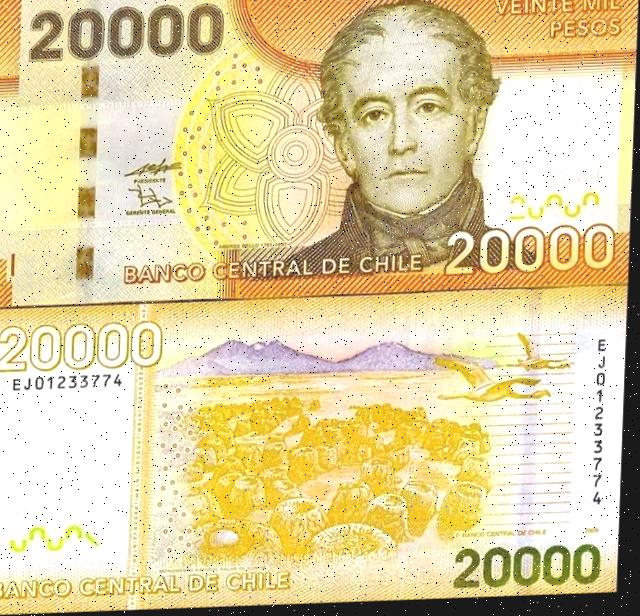 20000
VEINTE MIL
PESOS
PRESIDENTE
GERENTE GENERAL
BANCO CENTRAL DE CHILE 20000
20000
EJ01233774
EJ01233774
© BANCO CENTRAL DE CHILE
BANCO CENTRAL DE CHILE
20000